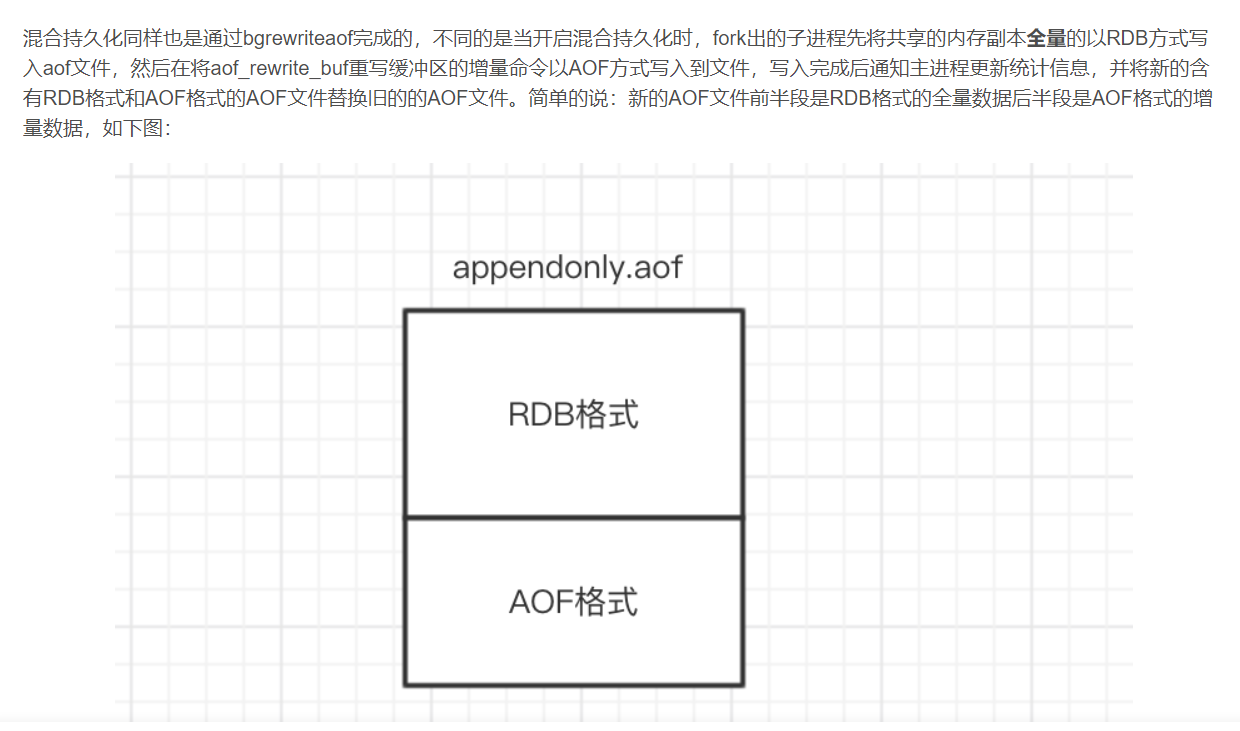 混合持久化同样也是通过bgrewriteaof完成的，不同的是当开启混合持久化时，fork出的子进程先将共享的内存副本全量的以RDB方式写
入aof文件，然后在将aof_rewrite_buf重写缓冲区的增量命令以AOF方式写入到文件，写入完成后通知主进程更新统计信息，并将新的含
有RDB格式和AOF格式的AOF文件替换旧的的AOF文件。简单的说：新的AOF文件前半段是RDB格式的全量数据后半段是AOF格式的增
量数据，如下图：
appendonly.aof
RDB格式
AOF格式